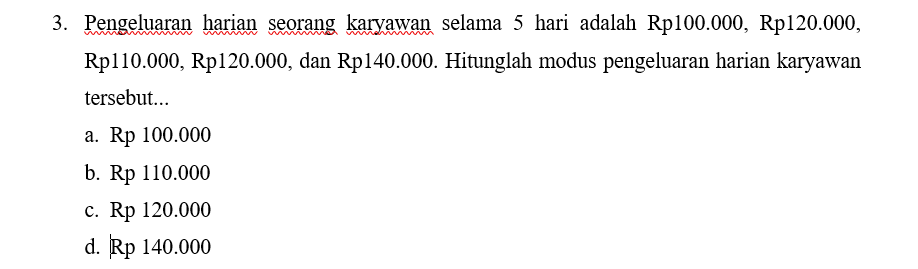 3. Pengeluaran harian seorang karyawan selama 5 hari adalah Rp100.000, Rp120.000,
Rp110.000, Rp120.000, dan Rp140.000. Hitunglah modus pengeluaran harian karyawan
tersebut...
a. Rp 100.000
b. Rp 110.000
c. Rp 120.000
d. Rp 140.000